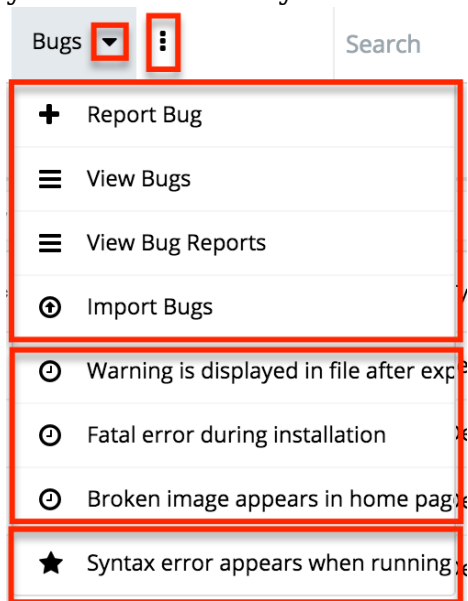 Bugs
Search
Report Bug
View Bugs
View Bug Reports
Import Bugs
Warning is displayed in file after exp
Fatal error during installation
Broken image appears in home pag
Syntax error appears when running